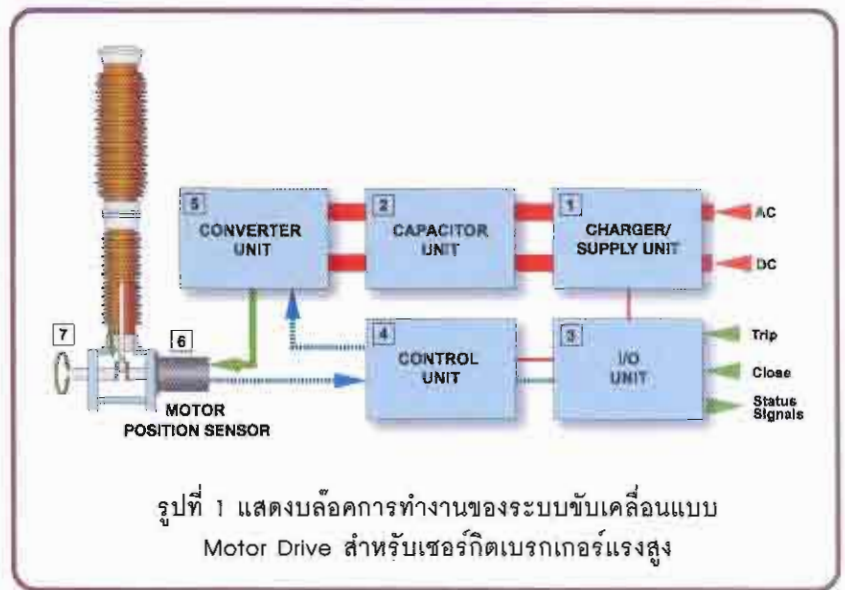 5
CONVERTER
UNIT
2
CAPACITOR
UNIT
1
CHARGER/
SUPPLY UNIT
AC
DC
4
CONTROL
UNIT
3
I/O
UNIT
Trip
Close
Status
Signals
7
6
MOTOR
POSITION SENSOR
รูปที่ 1 แสดงบล๊อคการทำงานของระบบขับเคลื่อนแบบ
Motor Drive สำหรับเซอร์กิตเบรกเกอร์แรงสูง